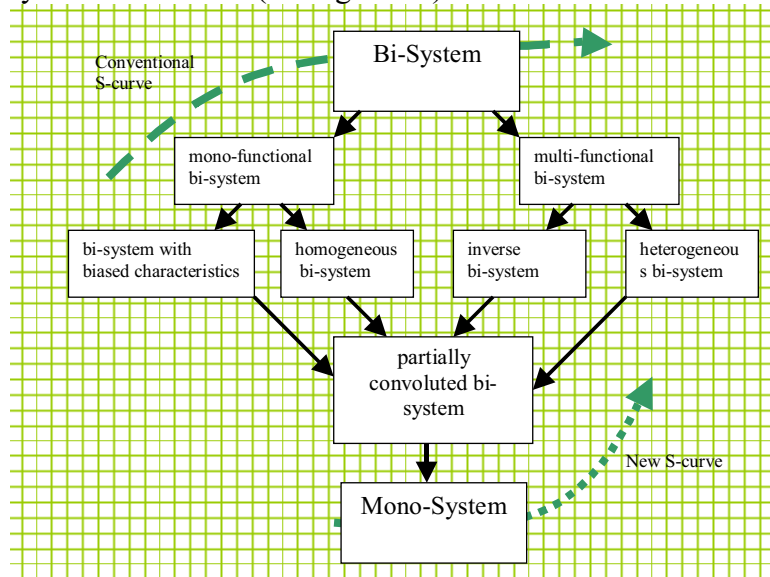 Bi-System
Conventional
S-curve
mono-functional
bi-system
multi-functional
bi-system
bi-system with
biased characteristics
homogeneous
bi-system
inverse
bi-system
heterogeneou
s bi-system
partially
convoluted bi-
system
New S-curve
Mono-System